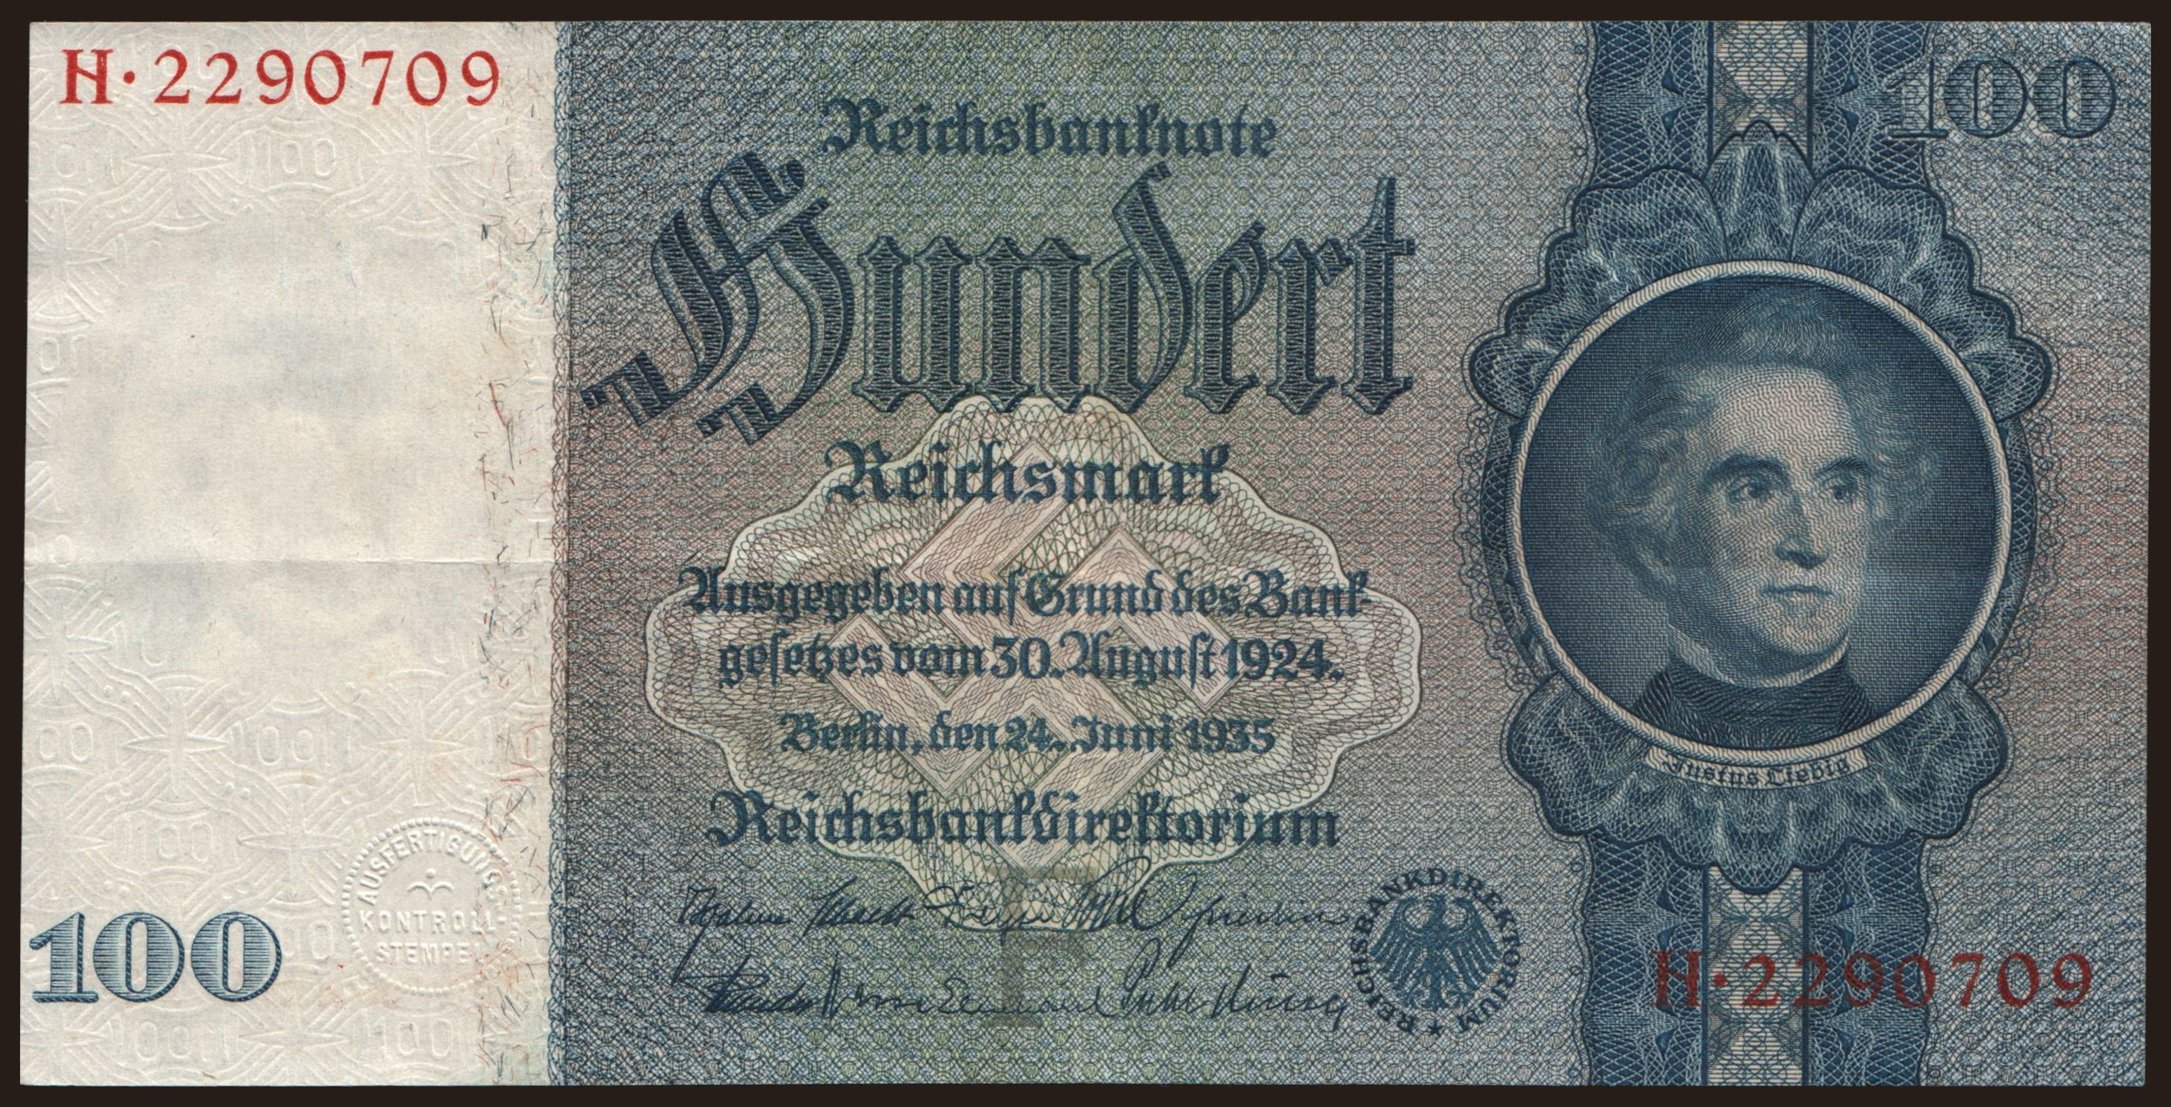 H·2290709
100
Reichsbanknote
Hundert
Reichsmark
Ausgegeben auf Grund des Bank-
gesetzes vom 30. August 1924.
Berlin, den 24. Juni 1935
Reichsbankdirektorium
Justus Liebig
REICHSBANKDIREKTORIUM
H·2290709
100
AUSFERTIGUNGS-
KONTROLL-
STEMPEL
F